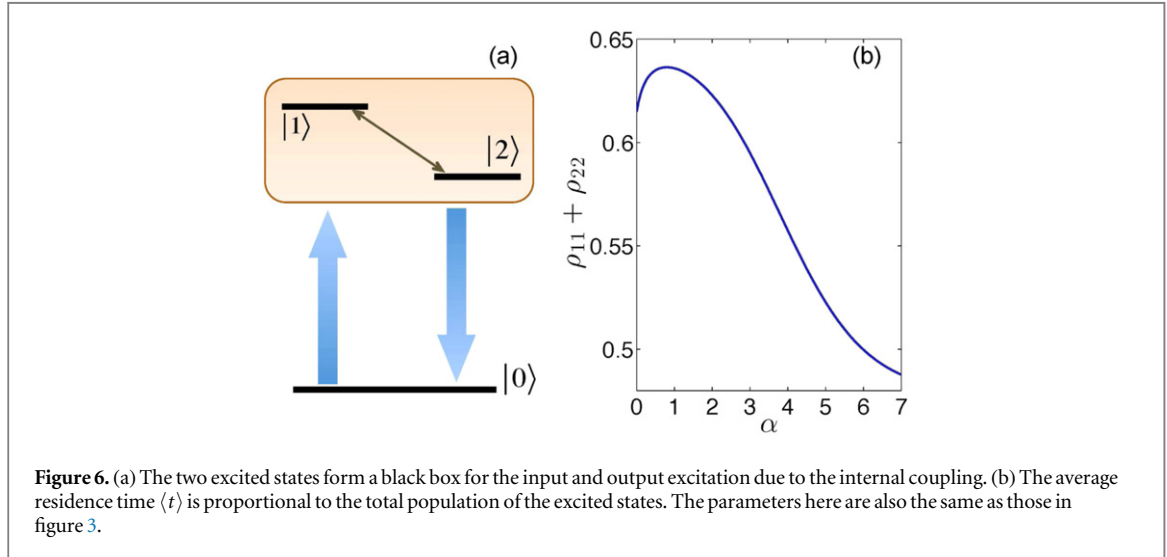 (a)
|1⟩
|2⟩
|0⟩
(b)
ρ11 + ρ22
0.65
0.6
0.55
0.5
0 1 2 3 4 5 6 7
α
Figure 6. (a) The two excited states form a black box for the input and output excitation due to the internal coupling. (b) The average
residence time ⟨t⟩ is proportional to the total population of the excited states. The parameters here are also the same as those in
figure 3.